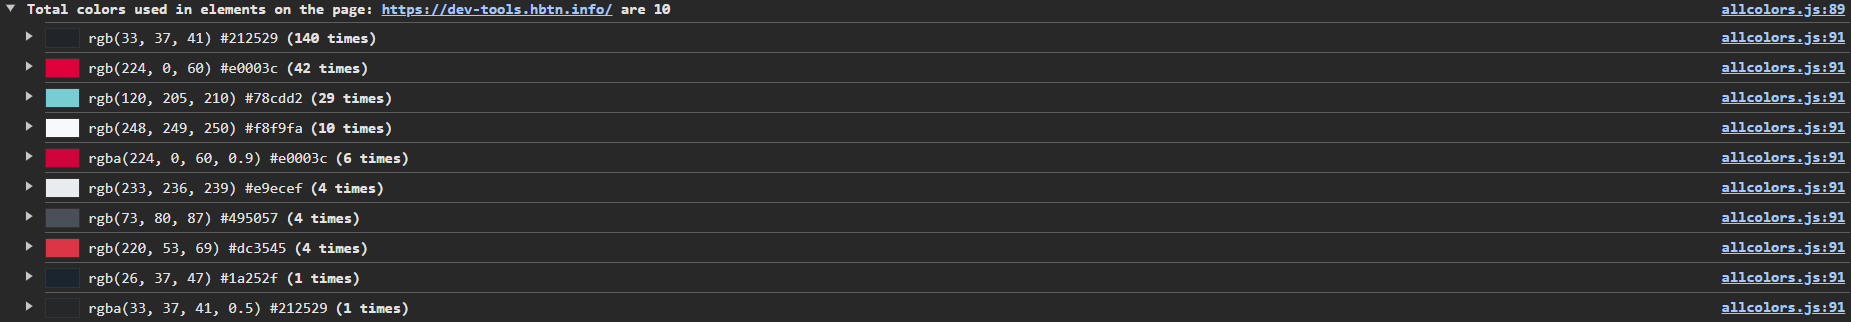 Total colors used in elements on the page: https://dev-tools.hbtn.info/ are 10 allcolors.js:89
rgb(33, 37, 41) #212529 (140 times) allcolors.js:91
rgb(224, 0, 60) #e0003c (42 times) allcolors.js:91
rgb(120, 205, 210) #78cdd2 (29 times) allcolors.js:91
rgb(248, 249, 250) #f8f9fa (10 times) allcolors.js:91
rgba(224, 0, 60, 0.9) #e0003c (6 times) allcolors.js:91
rgb(233, 236, 239) #e9ecef (4 times) allcolors.js:91
rgb(73, 80, 87) #495057 (4 times) allcolors.js:91
rgb(220, 53, 69) #dc3545 (4 times) allcolors.js:91
rgb(26, 37, 47) #1a252f (1 times) allcolors.js:91
rgba(33, 37, 41, 0.5) #212529 (1 times) allcolors.js:91